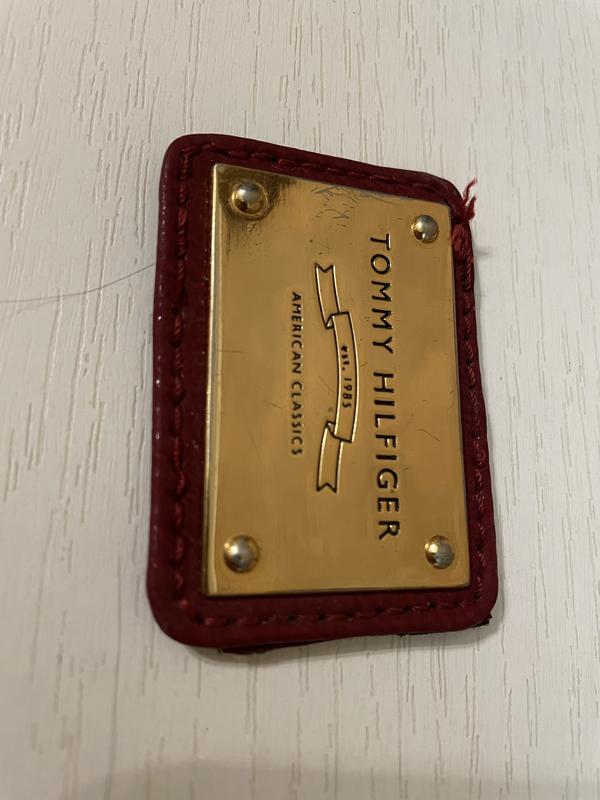 TOMMY HILFIGER
EST. 1985
AMERICAN CLASSICS